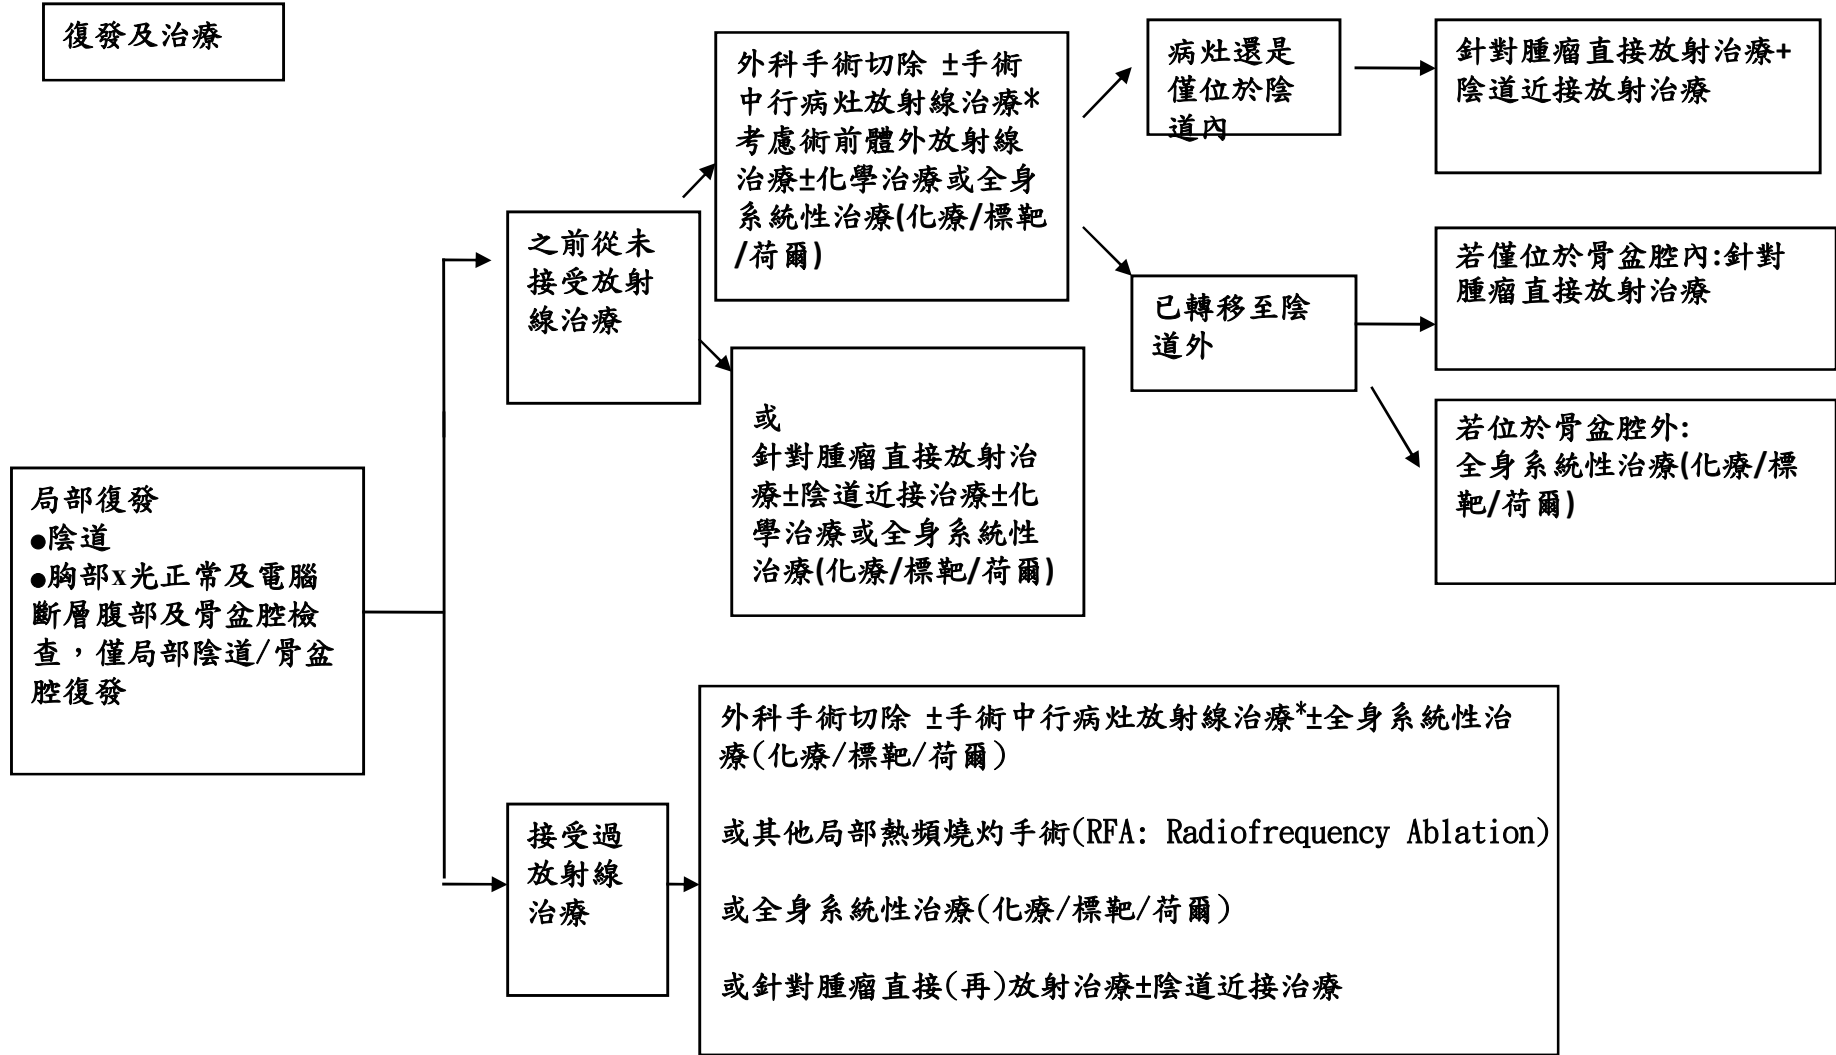 復發及治療
外科手術切除 ±手術
中行病灶放射線治療*
考慮術前體外放射線
治療±化學治療或全身
系統性治療(化療/標靶
/荷爾)
病灶還是
僅位於陰
道內
針對腫瘤直接放射治療+
陰道近接放射治療
之前從未
接受放射
線治療
已轉移至陰
道外
若僅位於骨盆腔內:針對
腫瘤直接放射治療
或
針對腫瘤直接放射治
療±陰道近接治療±化
學治療或全身系統性
治療(化療/標靶/荷爾)
若位於骨盆腔外:
全身系統性治療(化療/標
靶/荷爾)
局部復發
●陰道
●胸部x光正常及電腦
斷層腹部及骨盆腔檢
查，僅局部陰道/骨盆
腔復發
接受過
放射線
治療
外科手術切除 ±手術中行病灶放射線治療*±全身系統性治
療(化療/標靶/荷爾)
或其他局部熱頻燒灼手術(RFA: Radiofrequency Ablation)
或全身系統性治療(化療/標靶/荷爾)
或針對腫瘤直接(再)放射治療±陰道近接治療